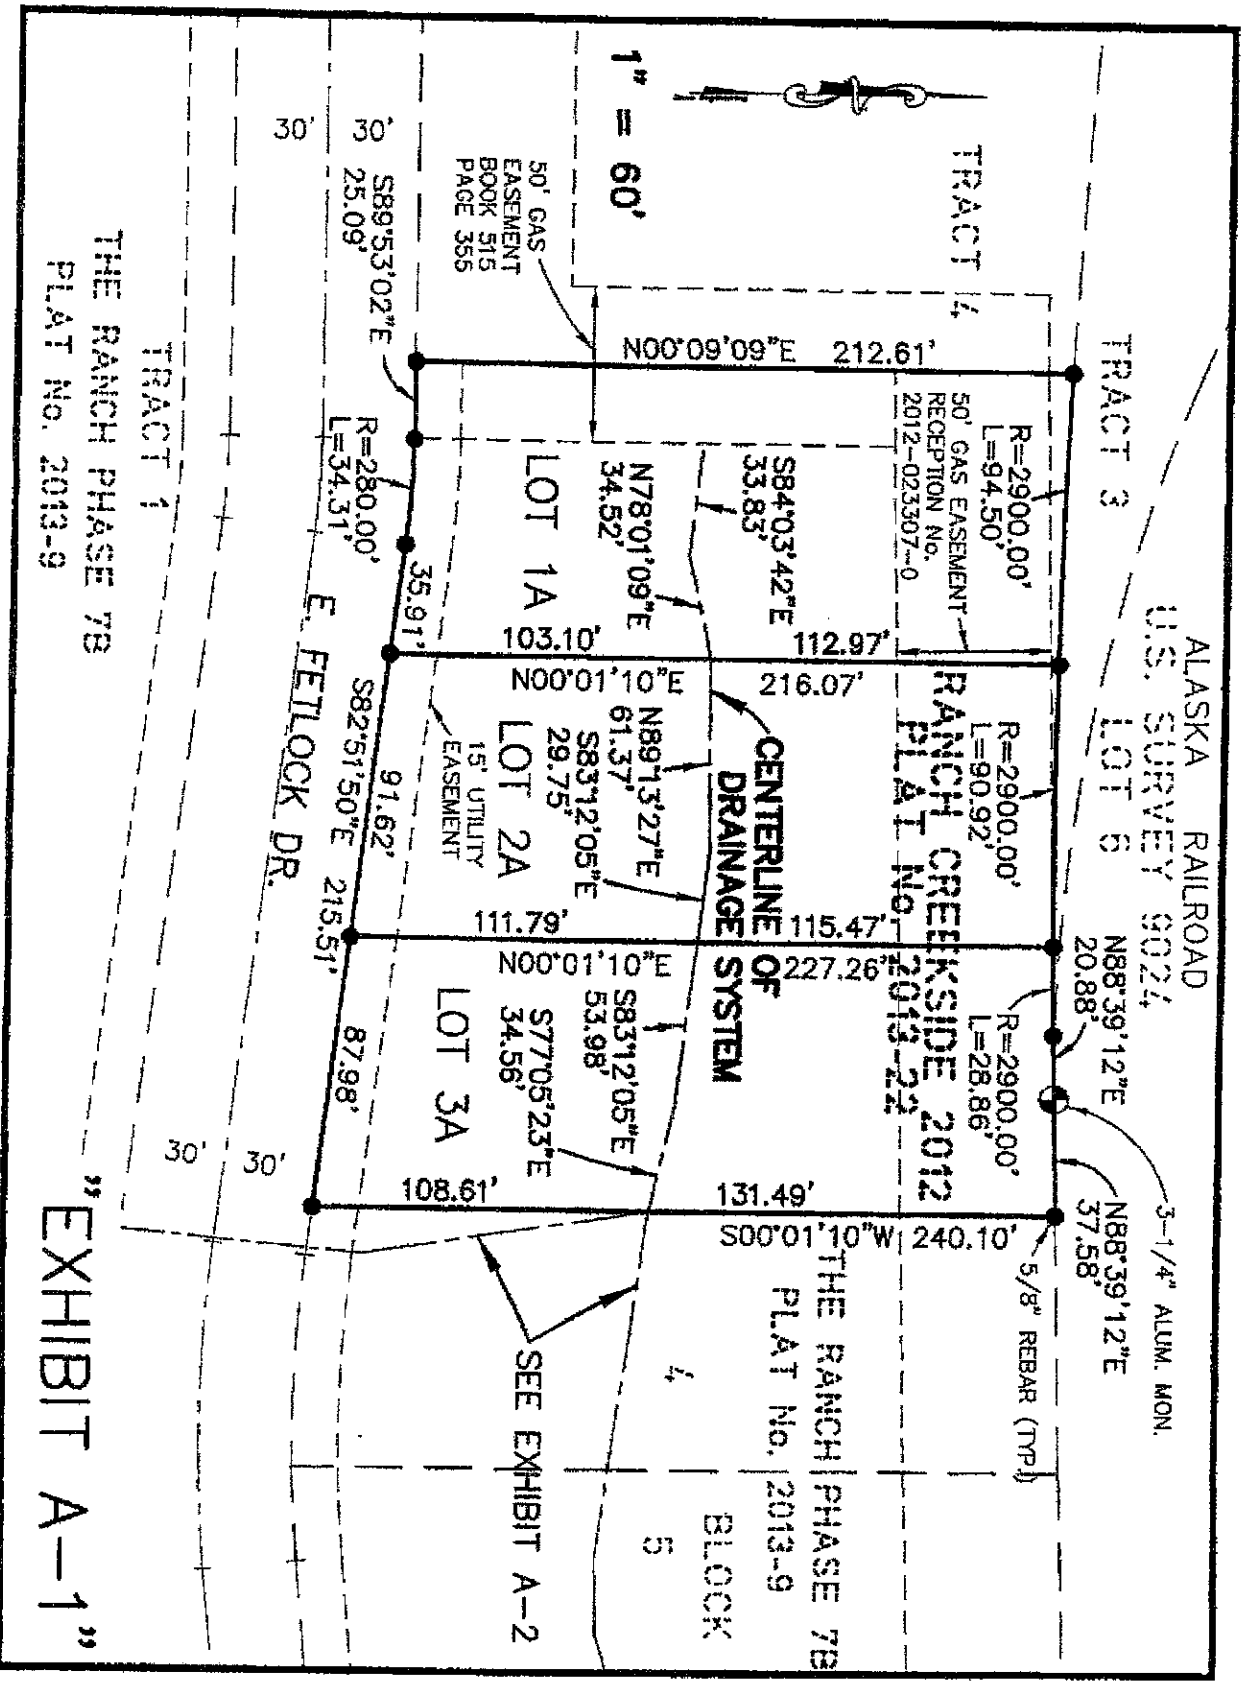 ALASKA RAILROAD
U.S. SURVEY 9024
LOT 6
TRACT 3
TRACT 4
1" = 60'
3-1/4" ALUM. MON.
5/8" REBAR (TYP.)
N88°39'12"E
20.88'
N88°39'12"E
37.58'
R=2900.00'
L=94.50'
R=2900.00'
L=90.92'
R=2900.00'
L=28.86'
50' GAS EASEMENT
RECEPTION No.
2012-023307-0
RANCH CREEKSIDE 2012
PLAT No. 2013-22
50' GAS
EASEMENT
BOOK 515
PAGE 355
N00°09'09"E 212.61'
S84°03'42"E
33.83'
N78°01'09"E
34.52'
LOT 1A
103.10' 112.97'
N00°01'10"E 216.07'
CENTERLINE OF
DRAINAGE SYSTEM
N89°13'27"E
61.37'
S83°12'05"E
29.75'
LOT 2A
15' UTILITY
EASEMENT
111.79' 115.47'
N00°01'10"E 227.26'
S83°12'05"E
53.98'
S77°05'23"E
34.56'
LOT 3A
108.61' 131.49'
S00°01'10"W 240.10'
THE RANCH PHASE 7B
PLAT No. 2013-9
4
BLOCK
5
SEE EXHIBIT A-2
S89°53'02"E
25.09'
R=280.00'
L=34.31'
35.91'
91.62'
S82°51'50"E 215.51'
87.98'
E. FETLOCK DR.
30'
30'
30'
30'
TRACT 1
THE RANCH PHASE 7B
PLAT No. 2013-9
"EXHIBIT A-1"